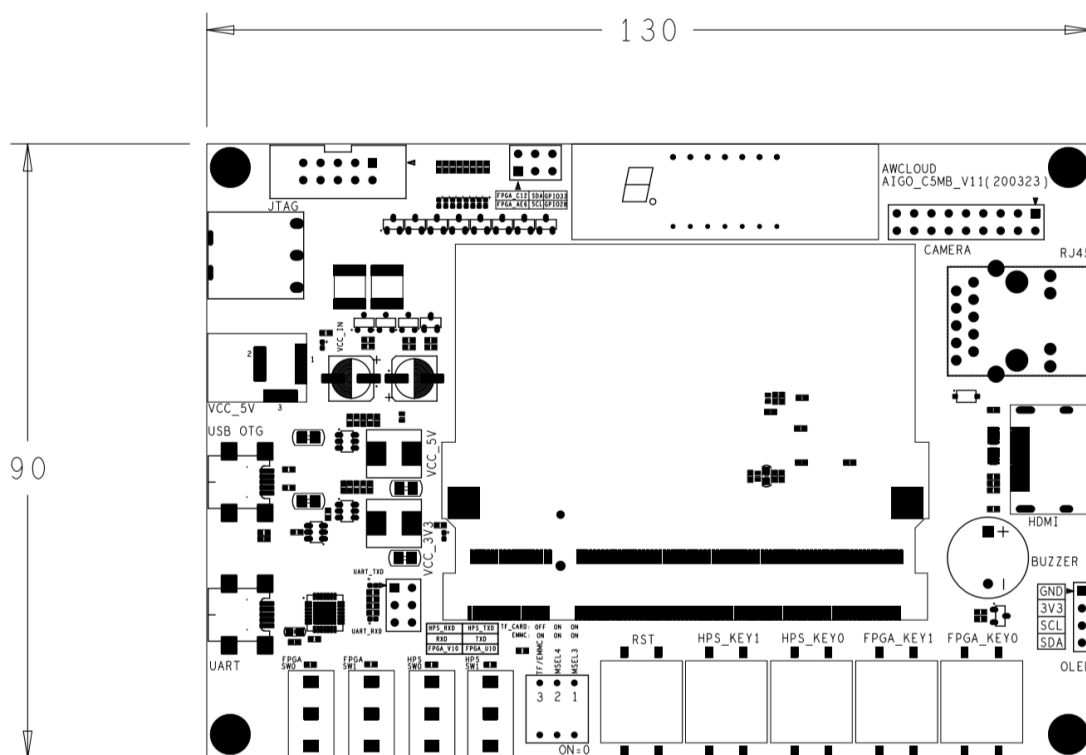 130
AWCLOUD
AIGO_C5MB_V11(200323)
FPGA_C12 SDA GPIO33
FPGA_AE6 SCL GPIO28
JTAG
CAMERA
RJ45
VCC_IN
2
1
3
VCC_5V
USB OTG
VCC_5V
90
HDMI
VCC_3V3
+
BUZZER
UART_TXD
GND
3V3
SCL
SDA
OLED
UART_RXD
HPS_RXD HPS_TXD
RXD TXD
FPGA_V10 FPGA_U10
TF_CARD: OFF ON ON
EMMC: ON ON ON
UART
RST
HPS_KEY1
HPS_KEY0
FPGA_KEY1
FPGA_KEY0
FPGA SW0
FPGA SW1
HPS SW0
HPS SW1
TF/EMMC
MSEL4
MSEL3
3 2 1
ON=0